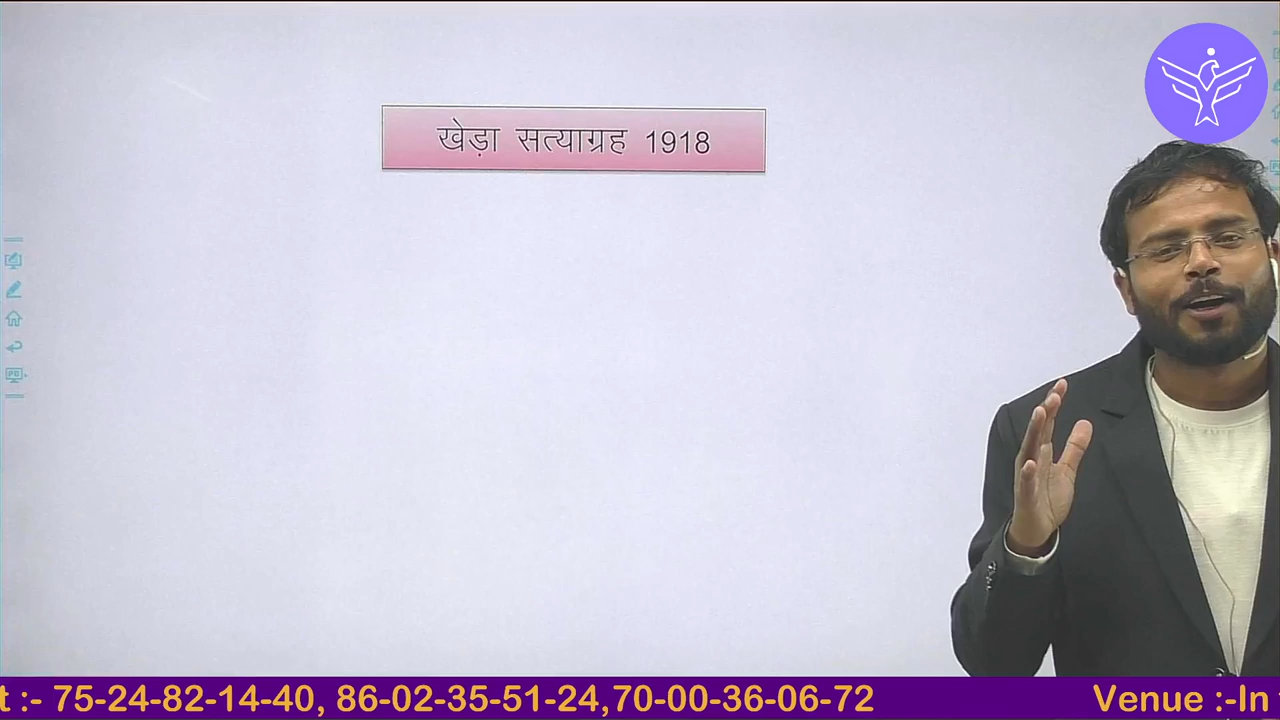 खेड़ा सत्याग्रह 1918
t :- 75-24-82-14-40, 86-02-35-51-24,70-00-36-06-72 Venue :-In